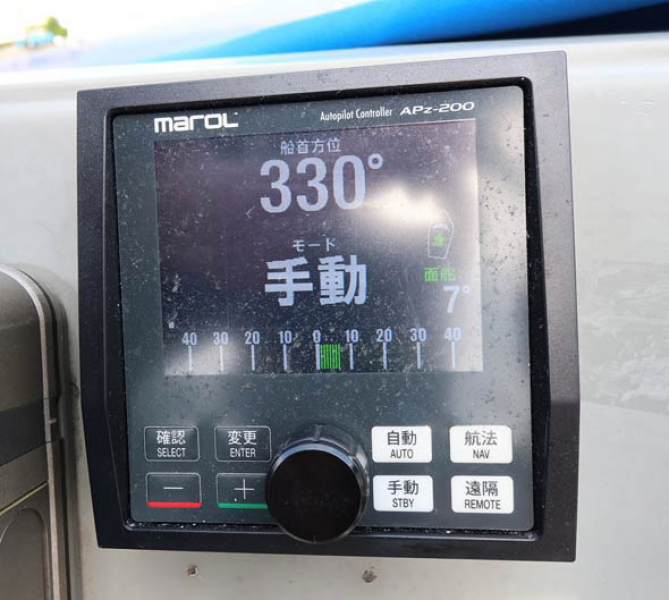 marol Autopilot Controller APz-200
船首方位
330°
モード
手動
面舵
7°
40 30 20 10 0 10 20 30 40
確認 変更 自動 航法
SELECT ENTER AUTO NAV
− + 手動 遠隔
STBY REMOTE